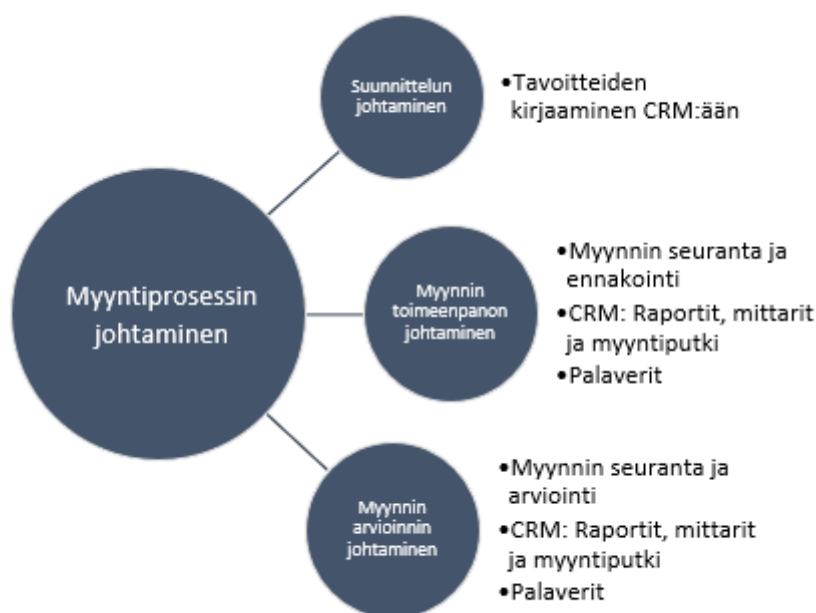 Suunnittelun
johtaminen
•Tavoitteiden
kirjaaminen CRM:ään
Myyntiprosessin
johtaminen
Myynnin
toimeenpanon
johtaminen
•Myynnin seuranta ja
ennakointi
•CRM: Raportit, mittarit
ja myyntiputki
•Palaverit
Myynnin
arvioinnin
johtaminen
•Myynnin seuranta ja
arviointi
•CRM: Raportit, mittarit
ja myyntiputki
•Palaverit